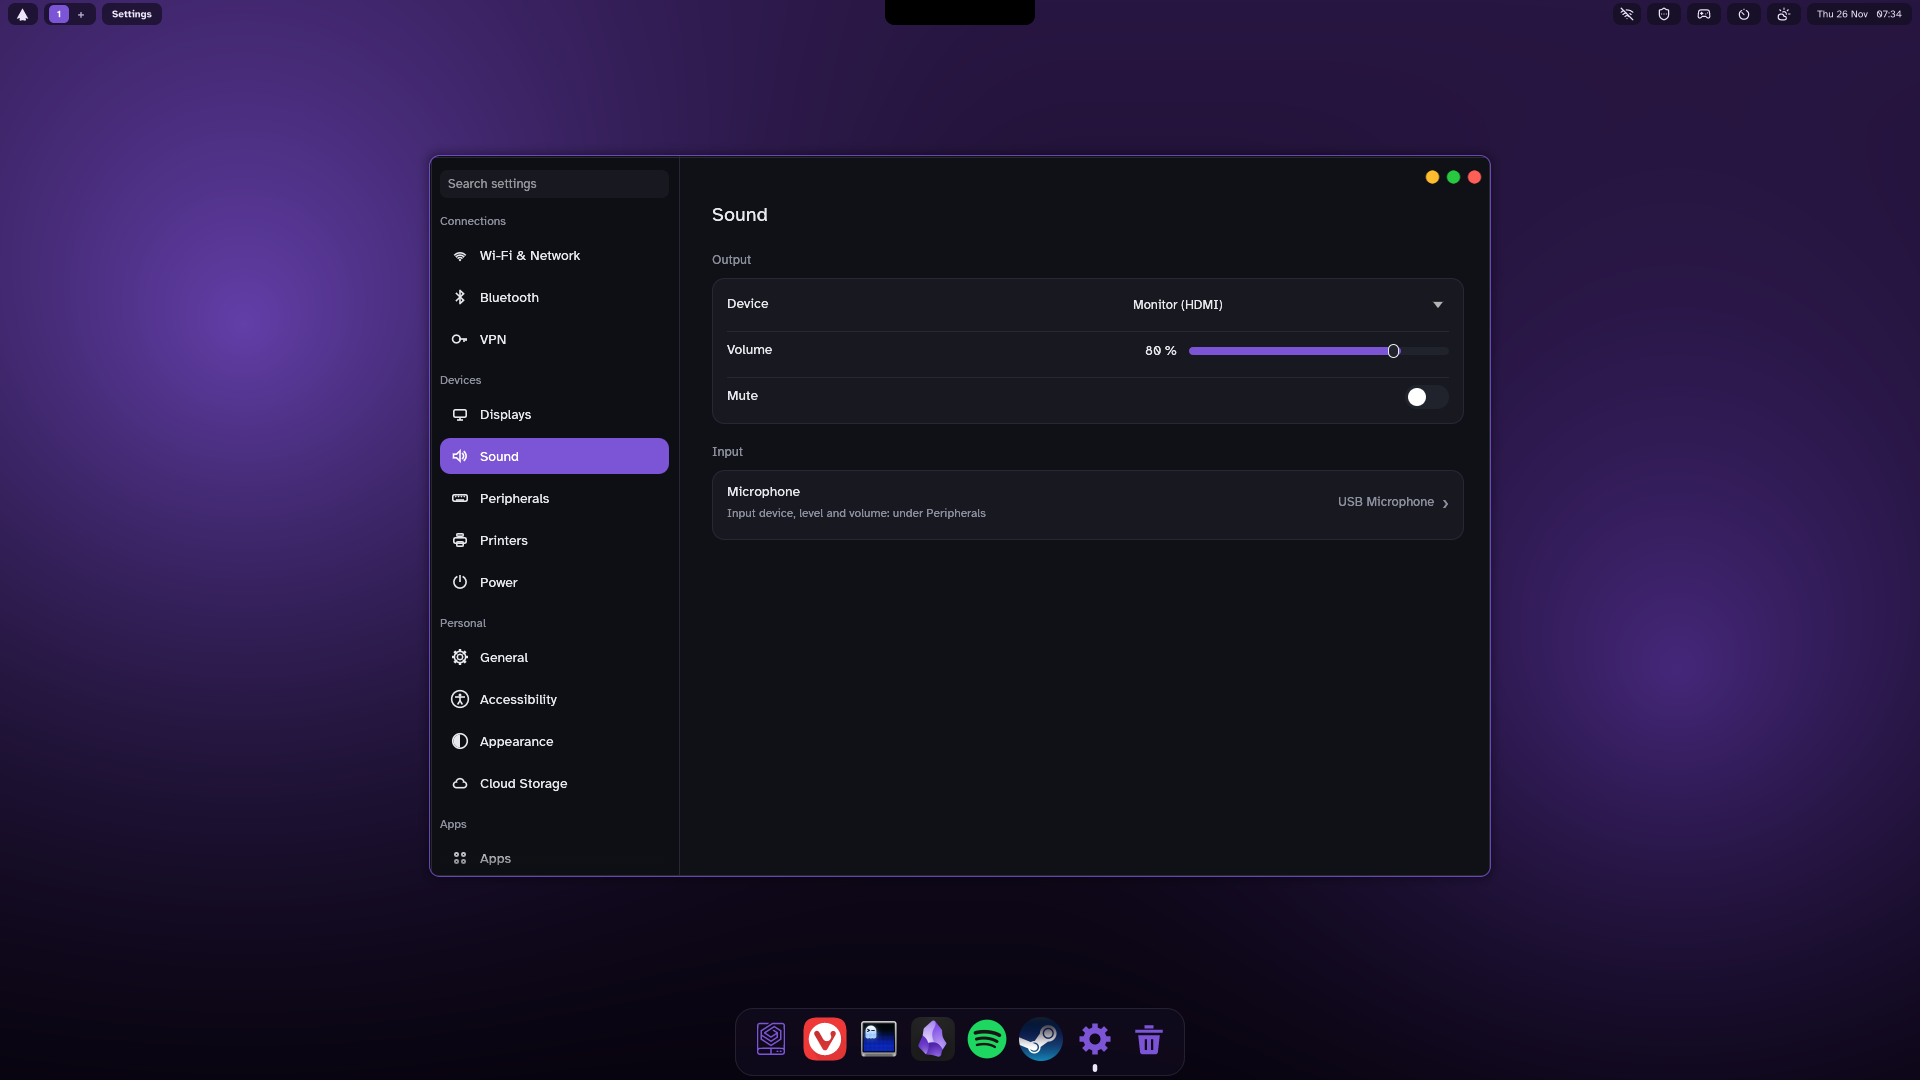 1 + Settings
Thu 26 Nov 07:34
Search settings
Connections
Wi-Fi & Network
Bluetooth
VPN
Devices
Displays
Sound
Peripherals
Printers
Power
Personal
General
Accessibility
Appearance
Cloud Storage
Apps
Apps
Sound
Output
Device Monitor (HDMI)
Volume 80 %
Mute
Input
Microphone
Input device, level and volume: under Peripherals
USB Microphone